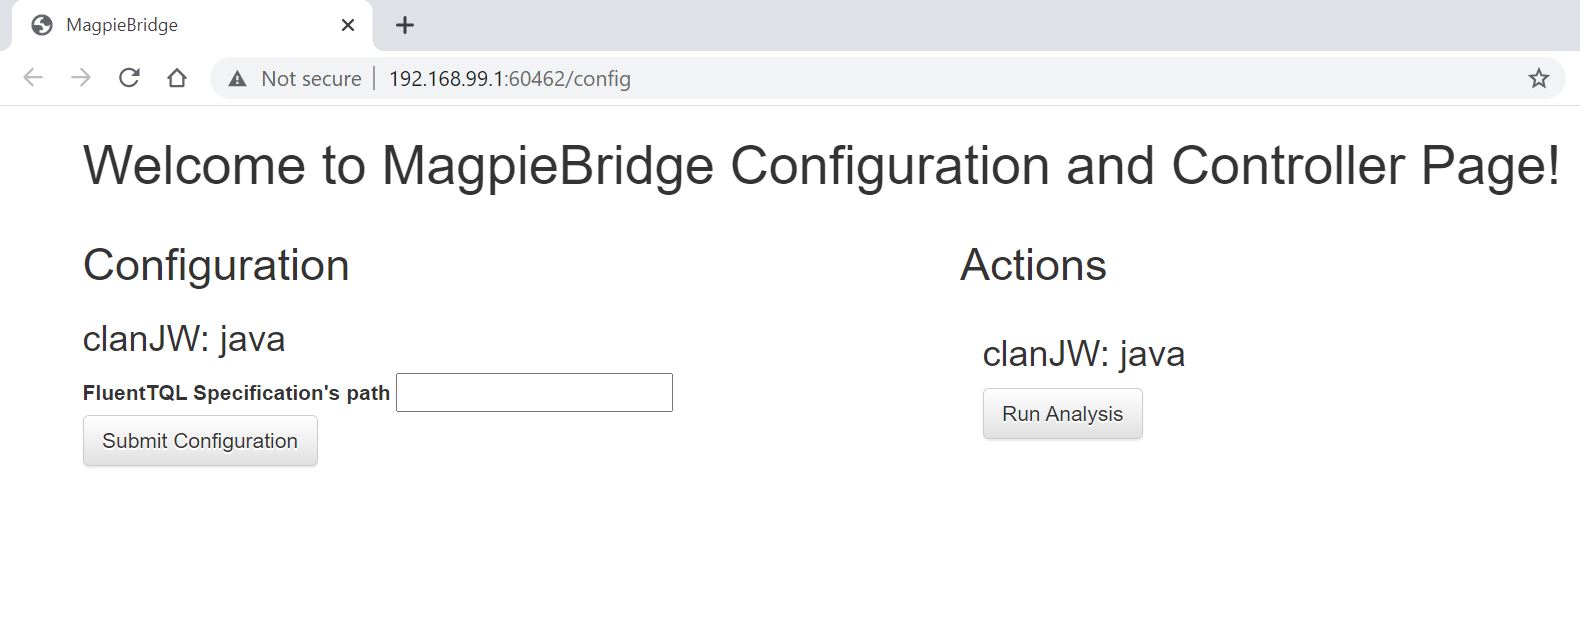 MagpieBridge
Not secure 192.168.99.1:60462/config
Welcome to MagpieBridge Configuration and Controller Page!
Configuration
clanJW: java
FluentTQL Specification's path
Submit Configuration
Actions
clanJW: java
Run Analysis